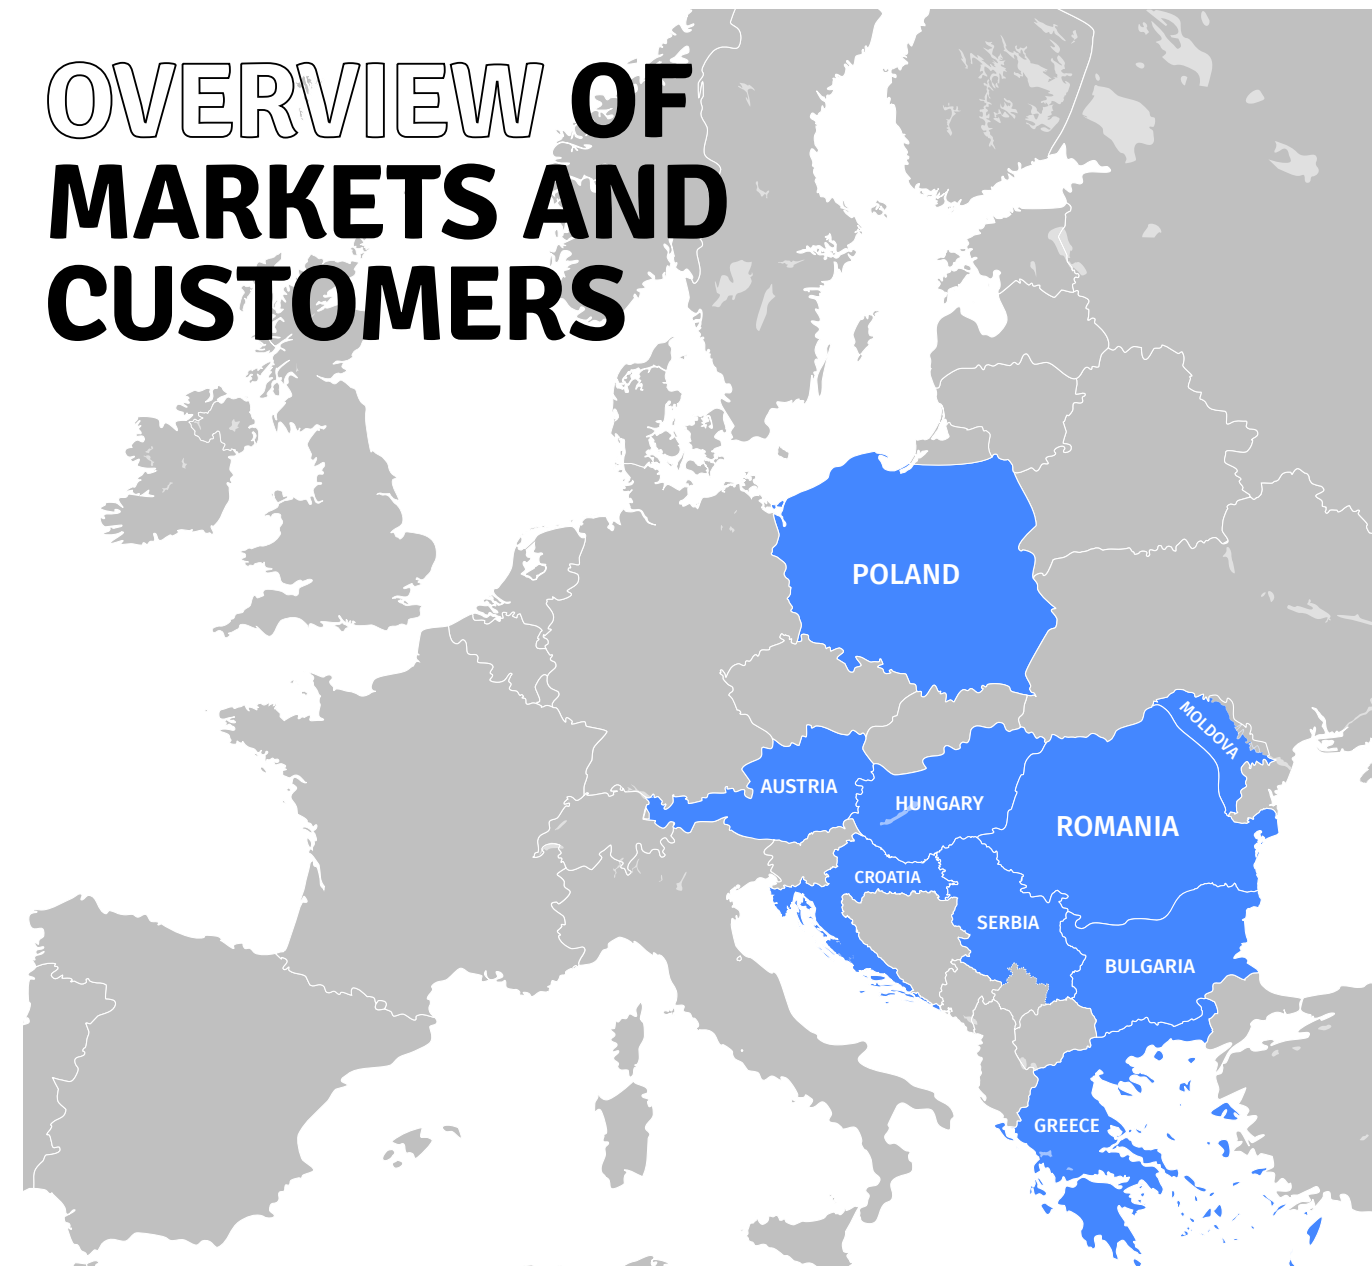 OVERVIEW OF
MARKETS AND
CUSTOMERS
POLAND
MOLDOVA
AUSTRIA
HUNGARY
ROMANIA
CROATIA
SERBIA
BULGARIA
GREECE